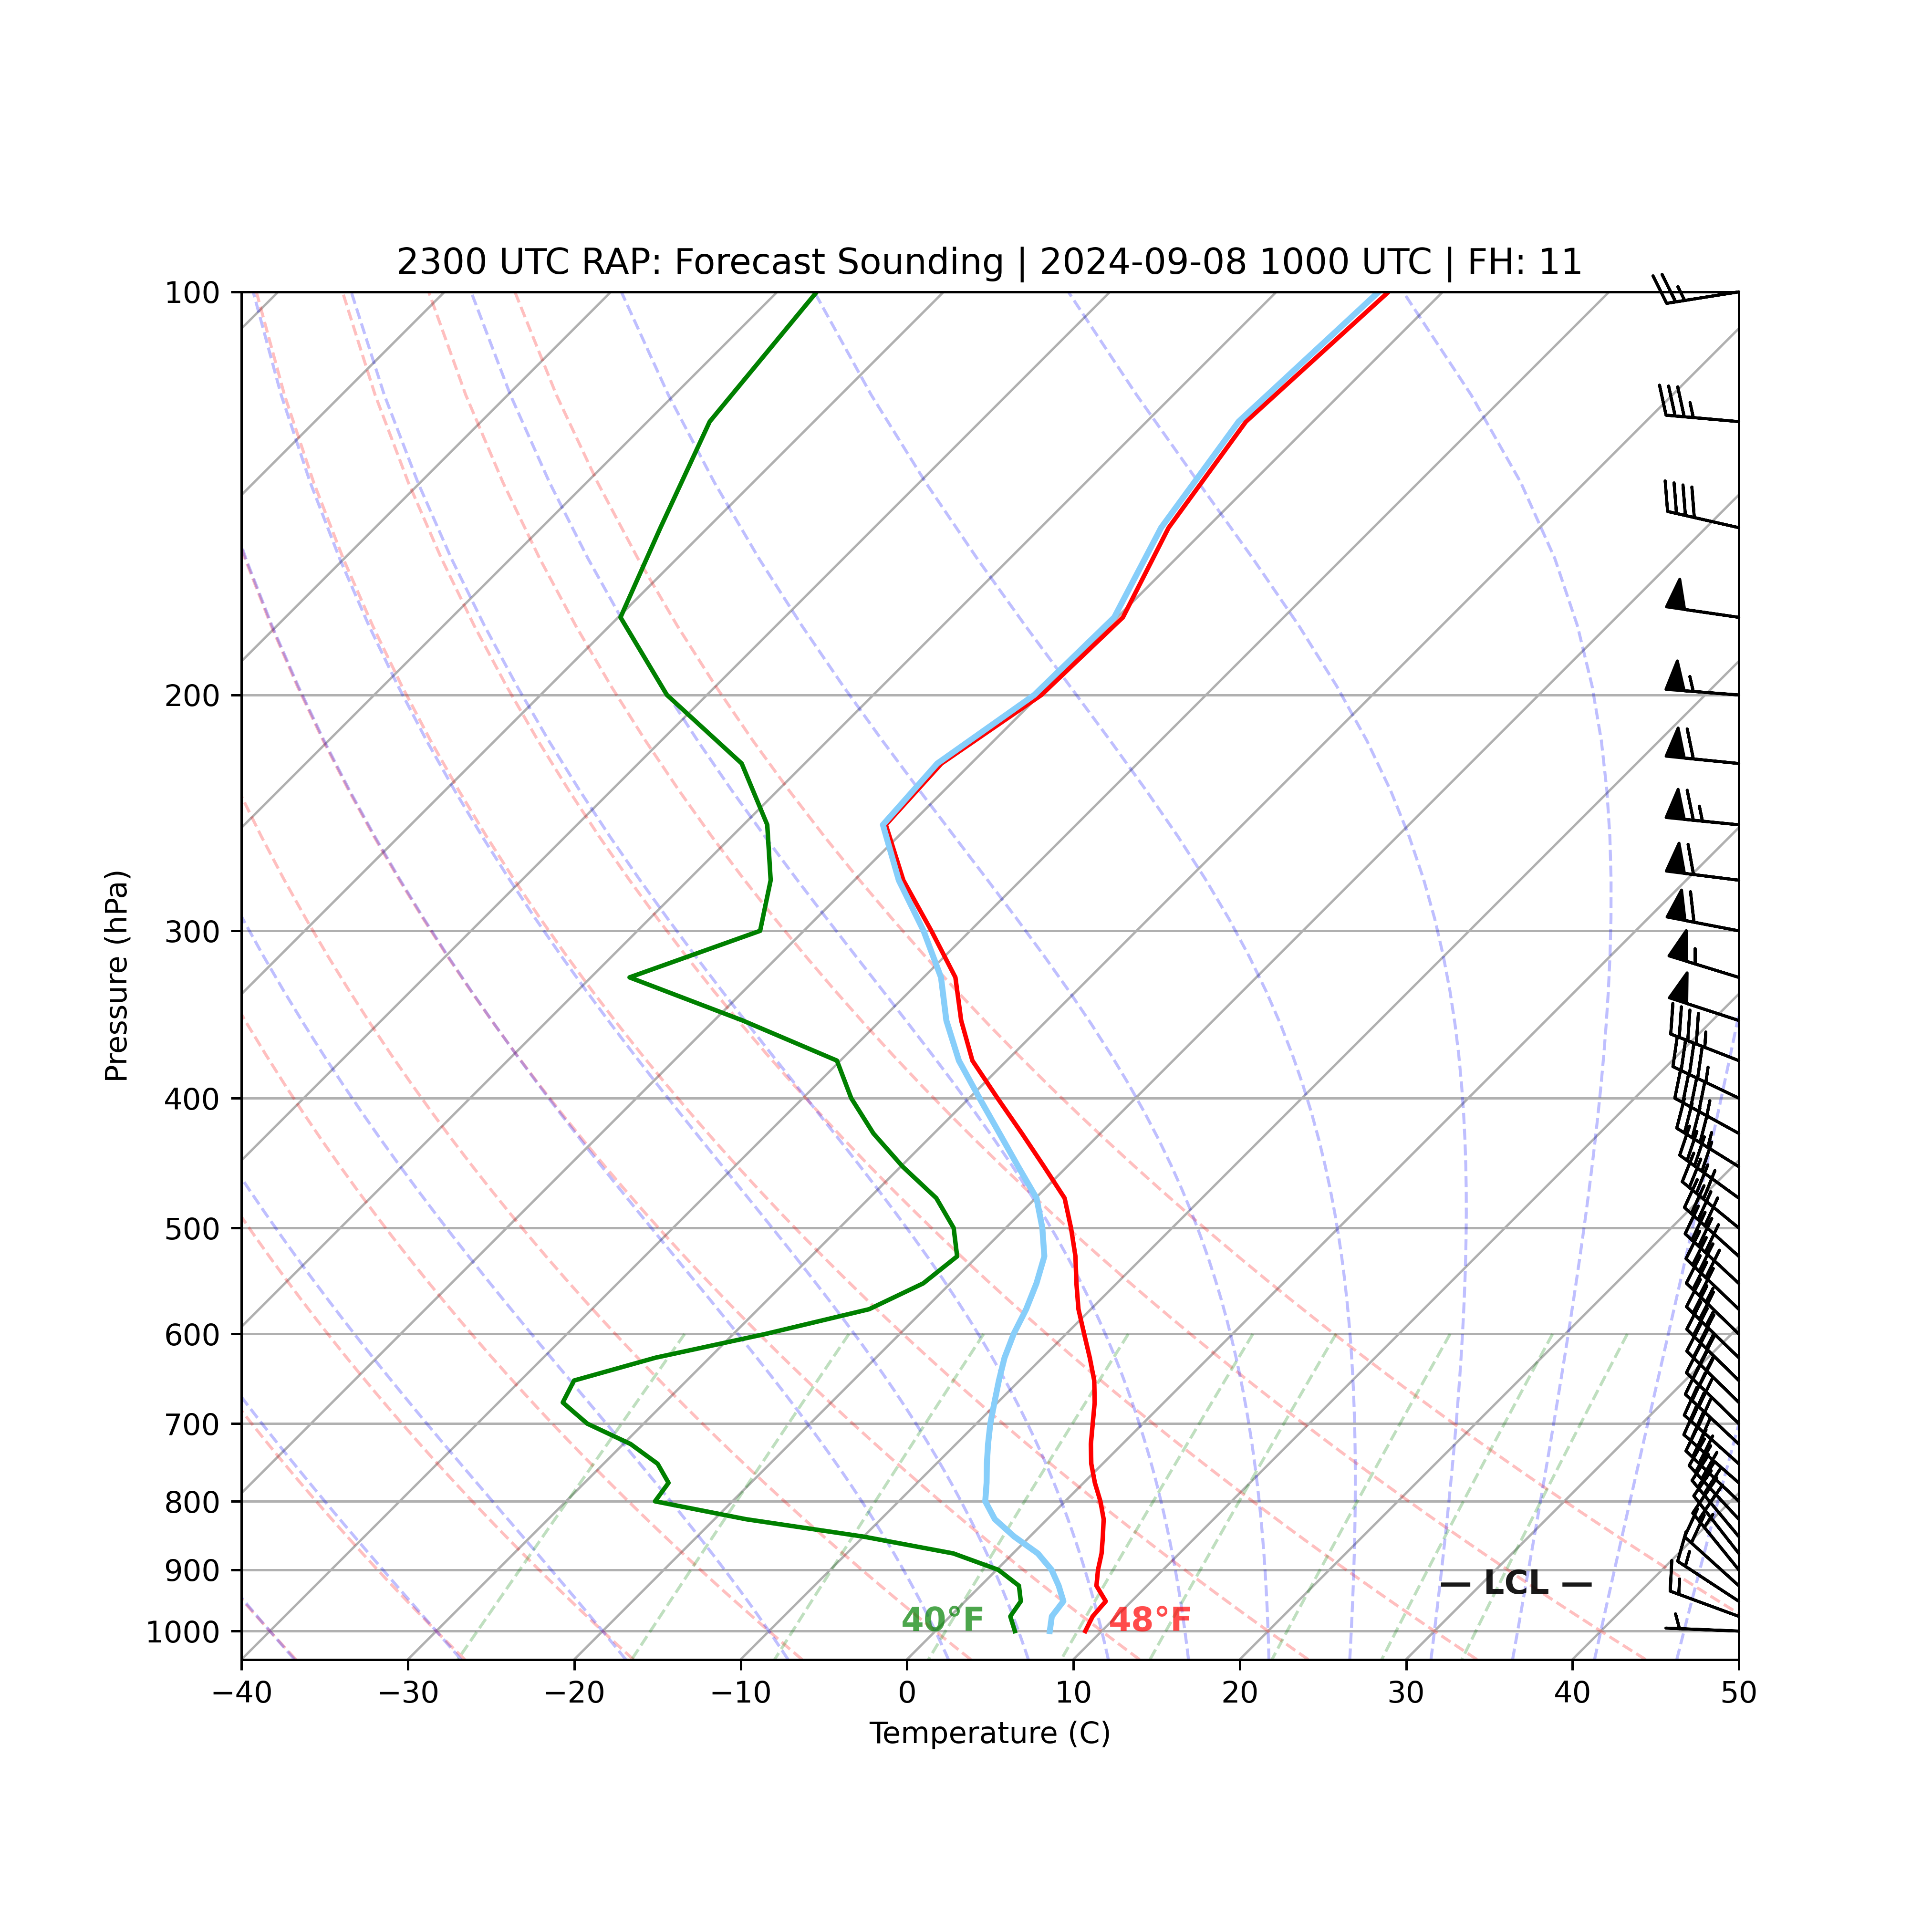 2300 UTC RAP: Forecast Sounding | 2024-09-08 1000 UTC | FH: 11
100
200
300
400
500
600
700
800
900
1000
Pressure (hPa)
— LCL —
40°F
48°F
−40 −30 −20 −10 0 10 20 30 40 50
Temperature (C)